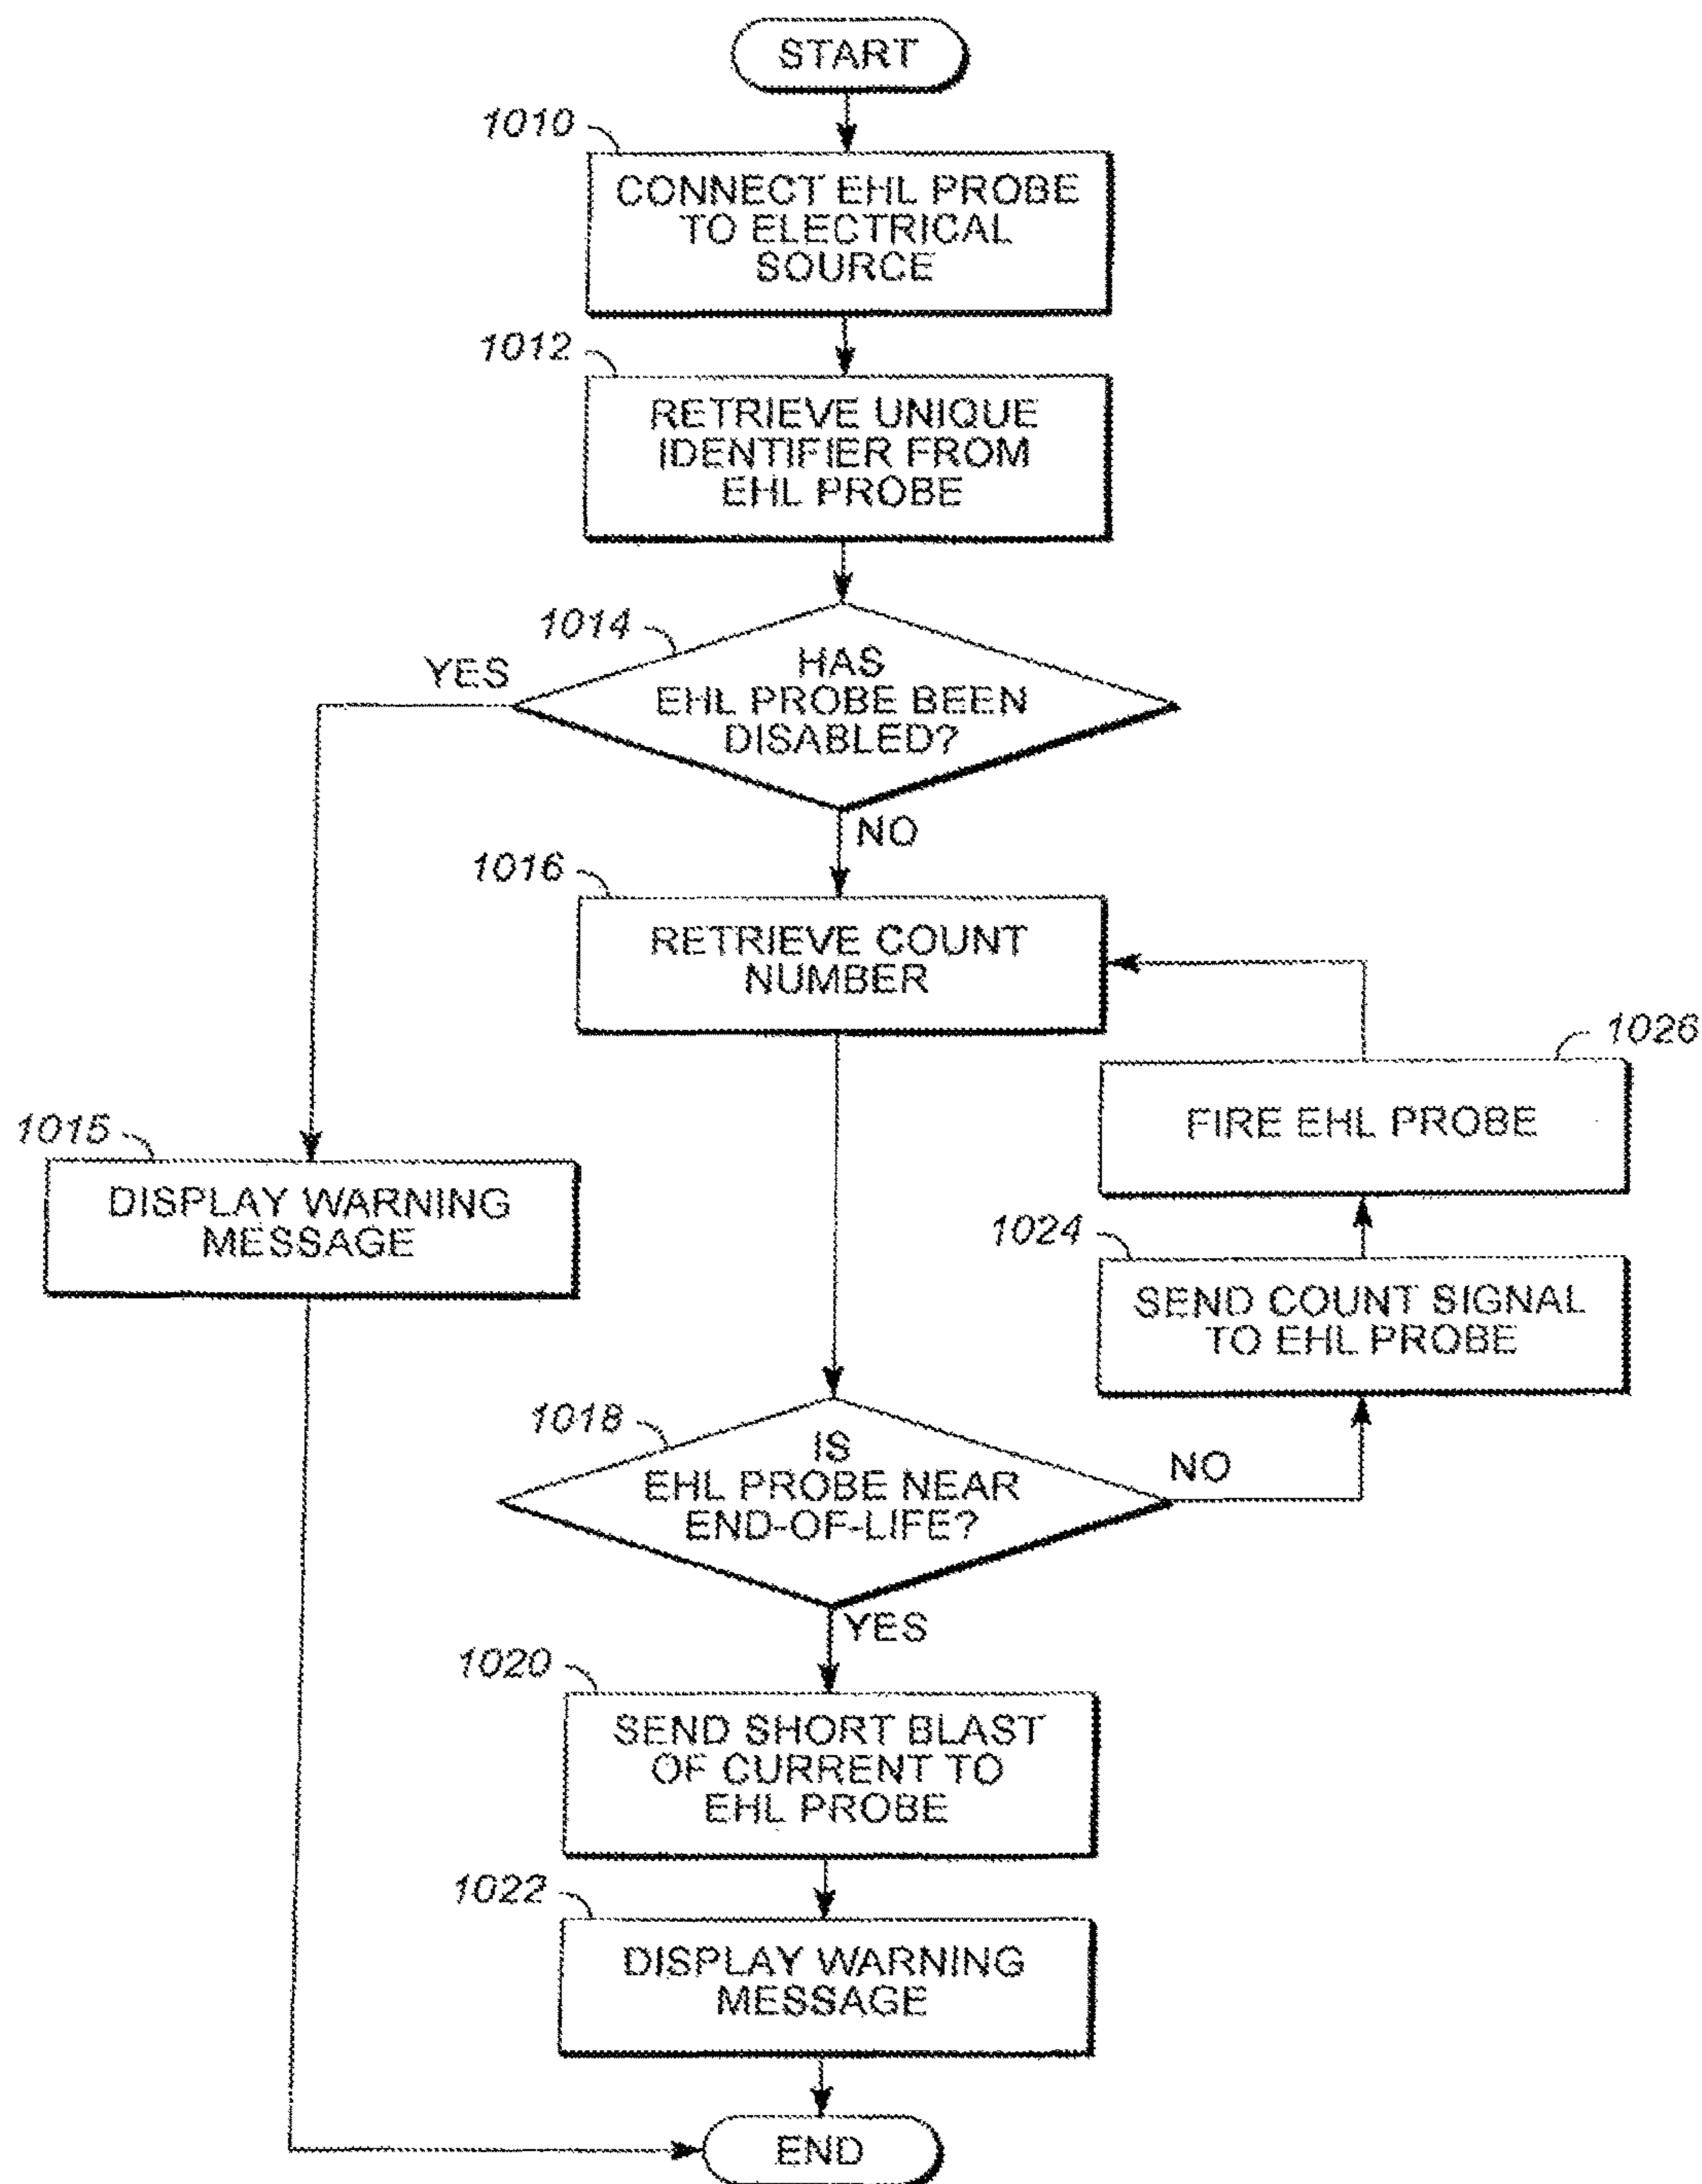 START
1010
CONNECT EHL PROBE
TO ELECTRICAL
SOURCE
1012
RETRIEVE UNIQUE
IDENTIFIER FROM
EHL PROBE
1014
YES
HAS
EHL PROBE BEEN
DISABLED?
NO
1016
RETRIEVE COUNT
NUMBER
1026
FIRE EHL PROBE
1015
DISPLAY WARNING
MESSAGE
1024
SEND COUNT SIGNAL
TO EHL PROBE
1018
IS
EHL PROBE NEAR
END-OF-LIFE?
NO
YES
1020
SEND SHORT BLAST
OF CURRENT TO
EHL PROBE
1022
DISPLAY WARNING
MESSAGE
END